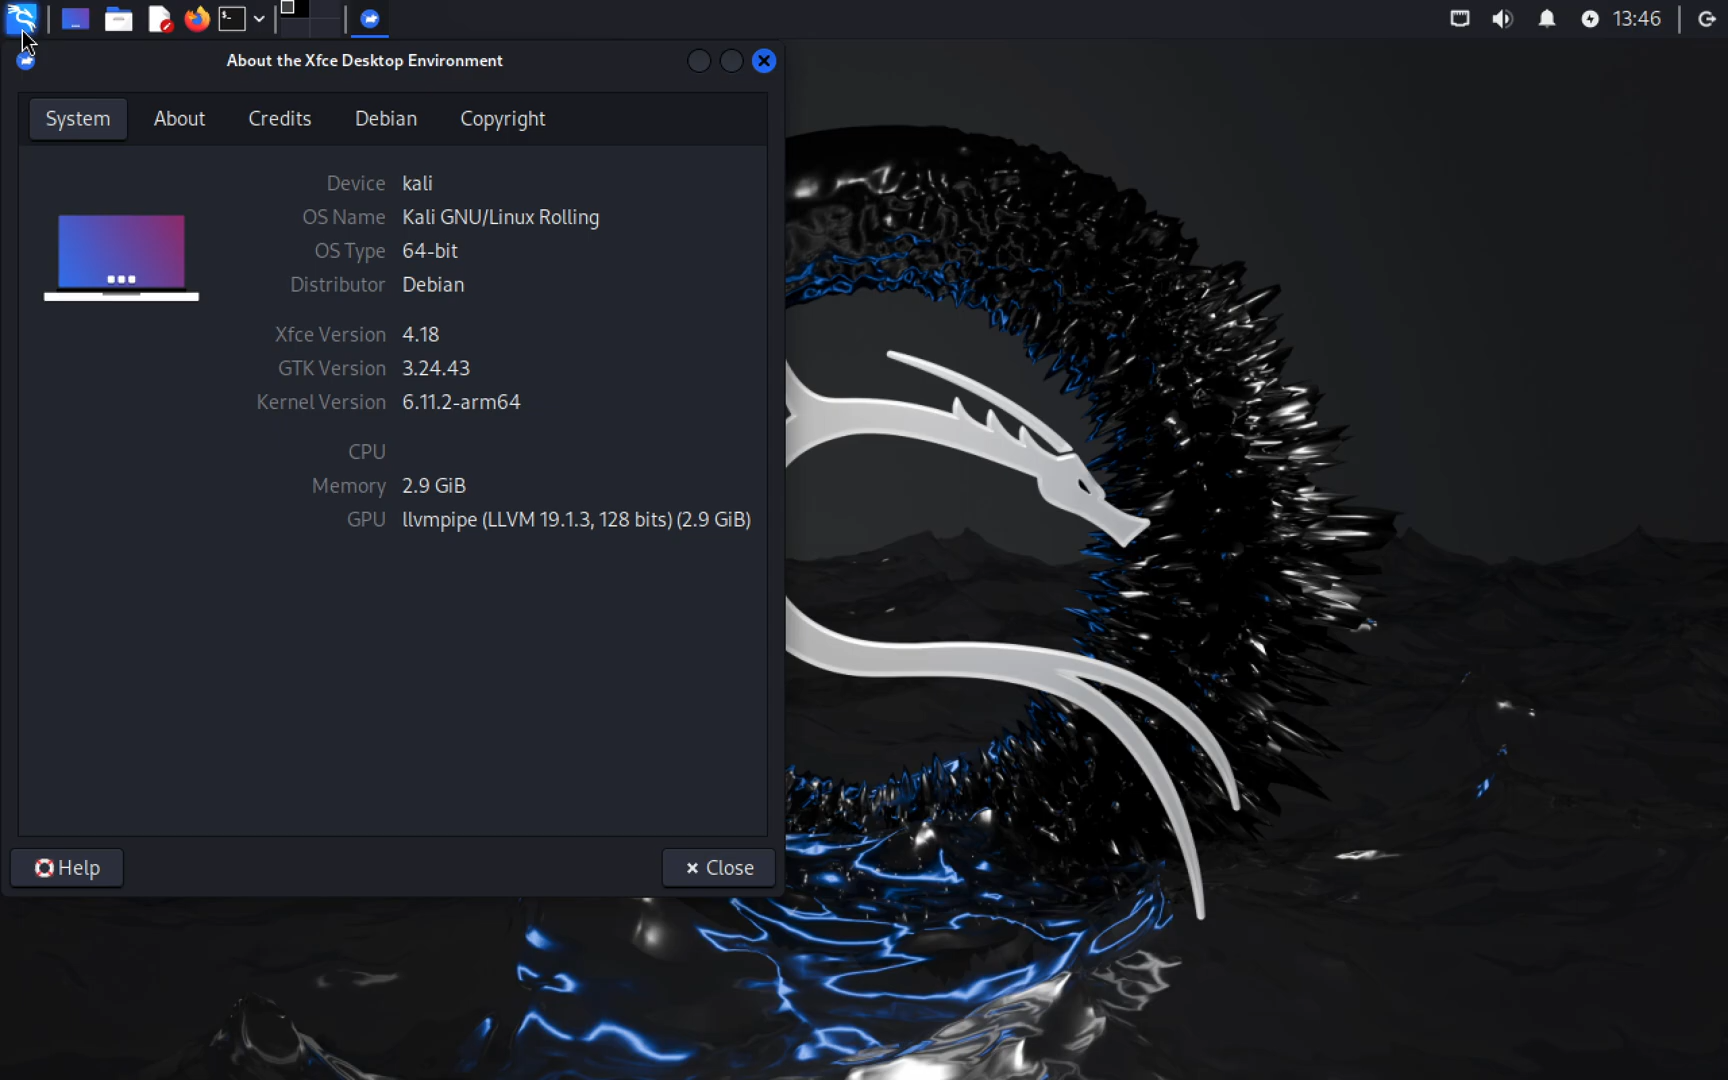 13:46
About the Xfce Desktop Environment
System About Credits Debian Copyright
Device kali
OS Name Kali GNU/Linux Rolling
OS Type 64-bit
Distributor Debian
Xfce Version 4.18
GTK Version 3.24.43
Kernel Version 6.11.2-arm64
CPU
Memory 2.9 GiB
GPU llvmpipe (LLVM 19.1.3, 128 bits) (2.9 GiB)
Help Close